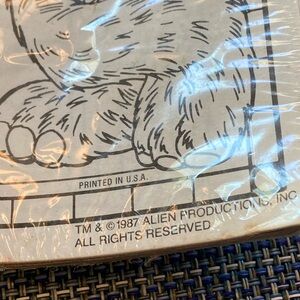 PRINTED IN U.S.A.
TM & ©1987 ALIEN PRODUCTIONS, INC
ALL RIGHTS RESERVED